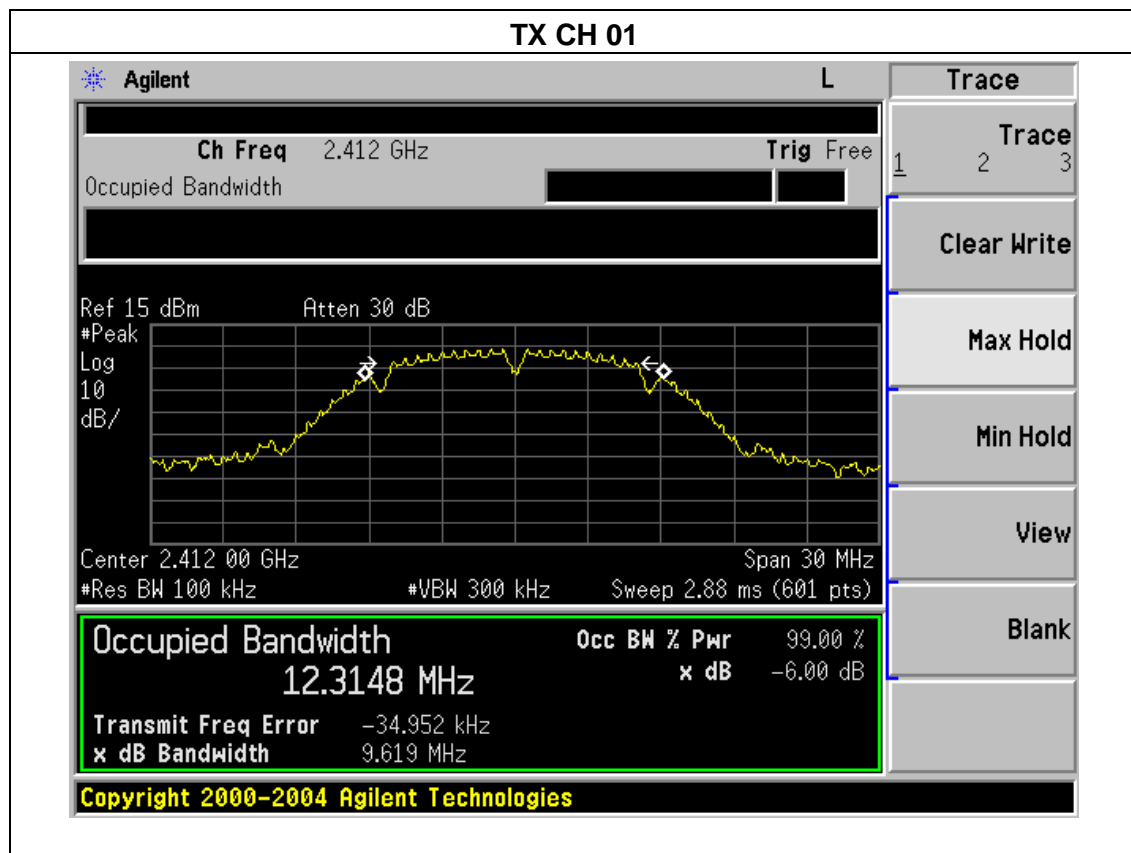 TX CH 01
Agilent L Trace
Ch Freq 2.412 GHz Trig Free
Occupied Bandwidth
Trace
1 2 3
Clear Write
Max Hold
Min Hold
View
Blank
Ref 15 dBm Atten 30 dB
#Peak
Log
10
dB/
Center 2.412 00 GHz Span 30 MHz
#Res BW 100 kHz #VBW 300 kHz Sweep 2.88 ms (601 pts)
Occupied Bandwidth Occ BW % Pwr 99.00 %
12.3148 MHz x dB -6.00 dB
Transmit Freq Error -34.952 kHz
x dB Bandwidth 9.619 MHz
Copyright 2000-2004 Agilent Technologies